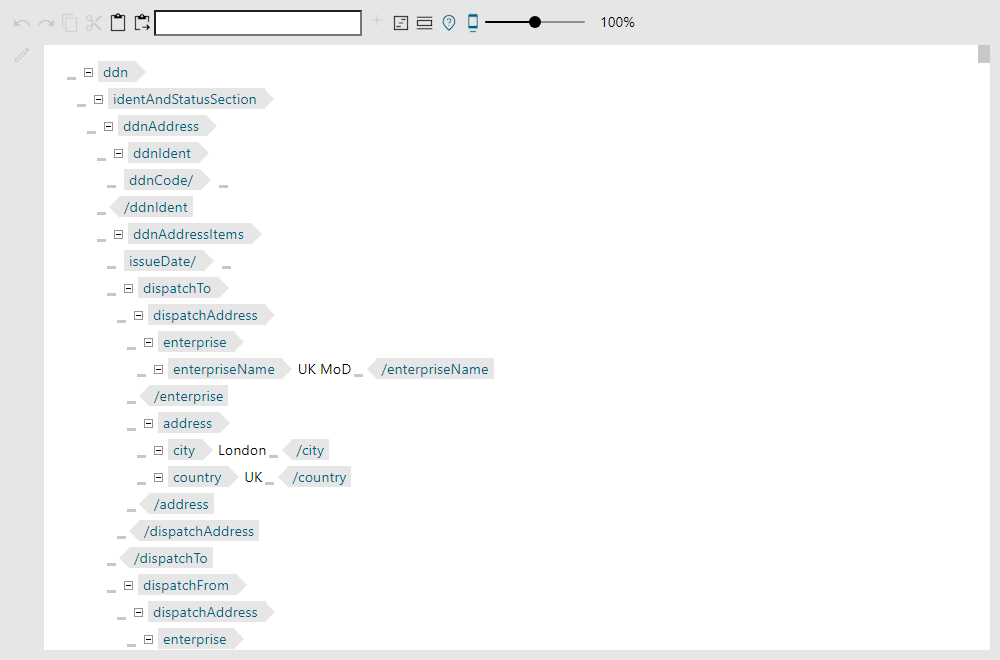 100%
ddn
identAndStatusSection
ddnAddress
ddnIdent
ddnCode/
/ddnIdent
ddnAddressItems
issueDate/
dispatchTo
dispatchAddress
enterprise
enterpriseName UK MoD /enterpriseName
/enterprise
address
city London /city
country UK /country
/address
/dispatchAddress
/dispatchTo
dispatchFrom
dispatchAddress
enterprise